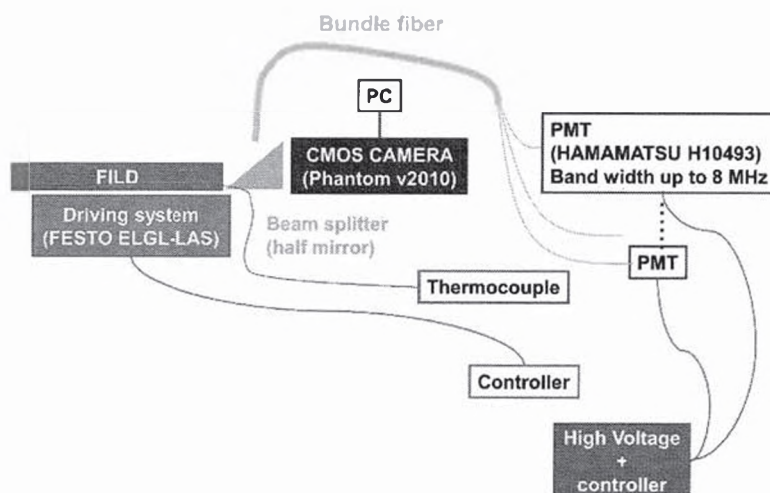 Bundle fiber
PC
CMOS CAMERA
(Phantom v2010)
PMT
(HAMAMATSU H10493)
Band width up to 8 MHz
FILD
Driving system
(FESTO ELGL-LAS)
Beam splitter
(half mirror)
PMT
Thermocouple
Controller
High Voltage
+
controller